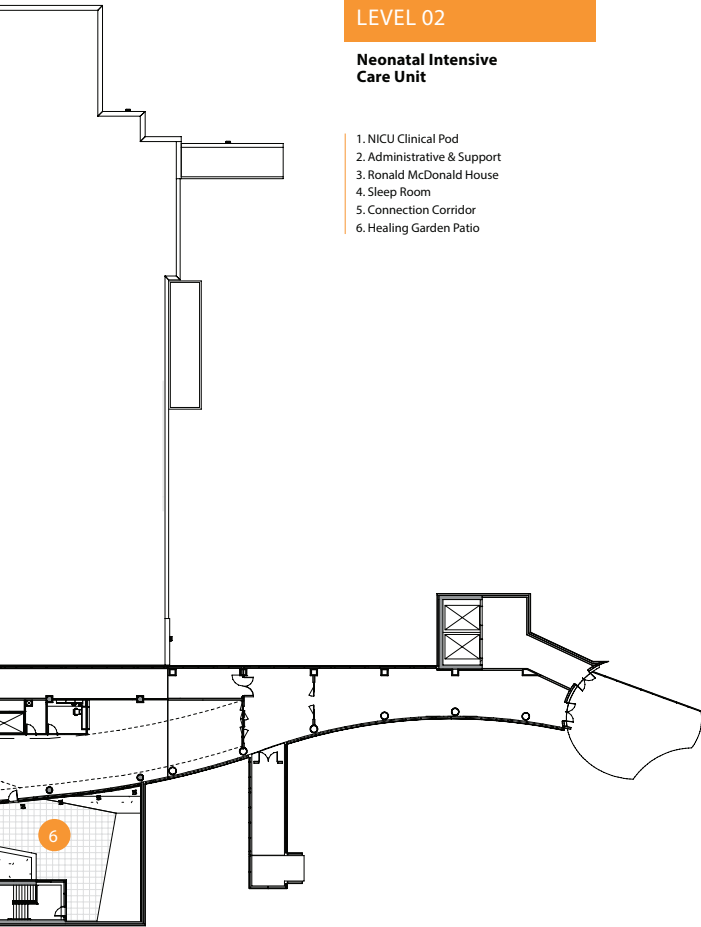 LEVEL 02
Neonatal Intensive
Care Unit
1. NICU Clinical Pod
2. Administrative & Support
3. Ronald McDonald House
4. Sleep Room
5. Connection Corridor
6. Healing Garden Patio
6